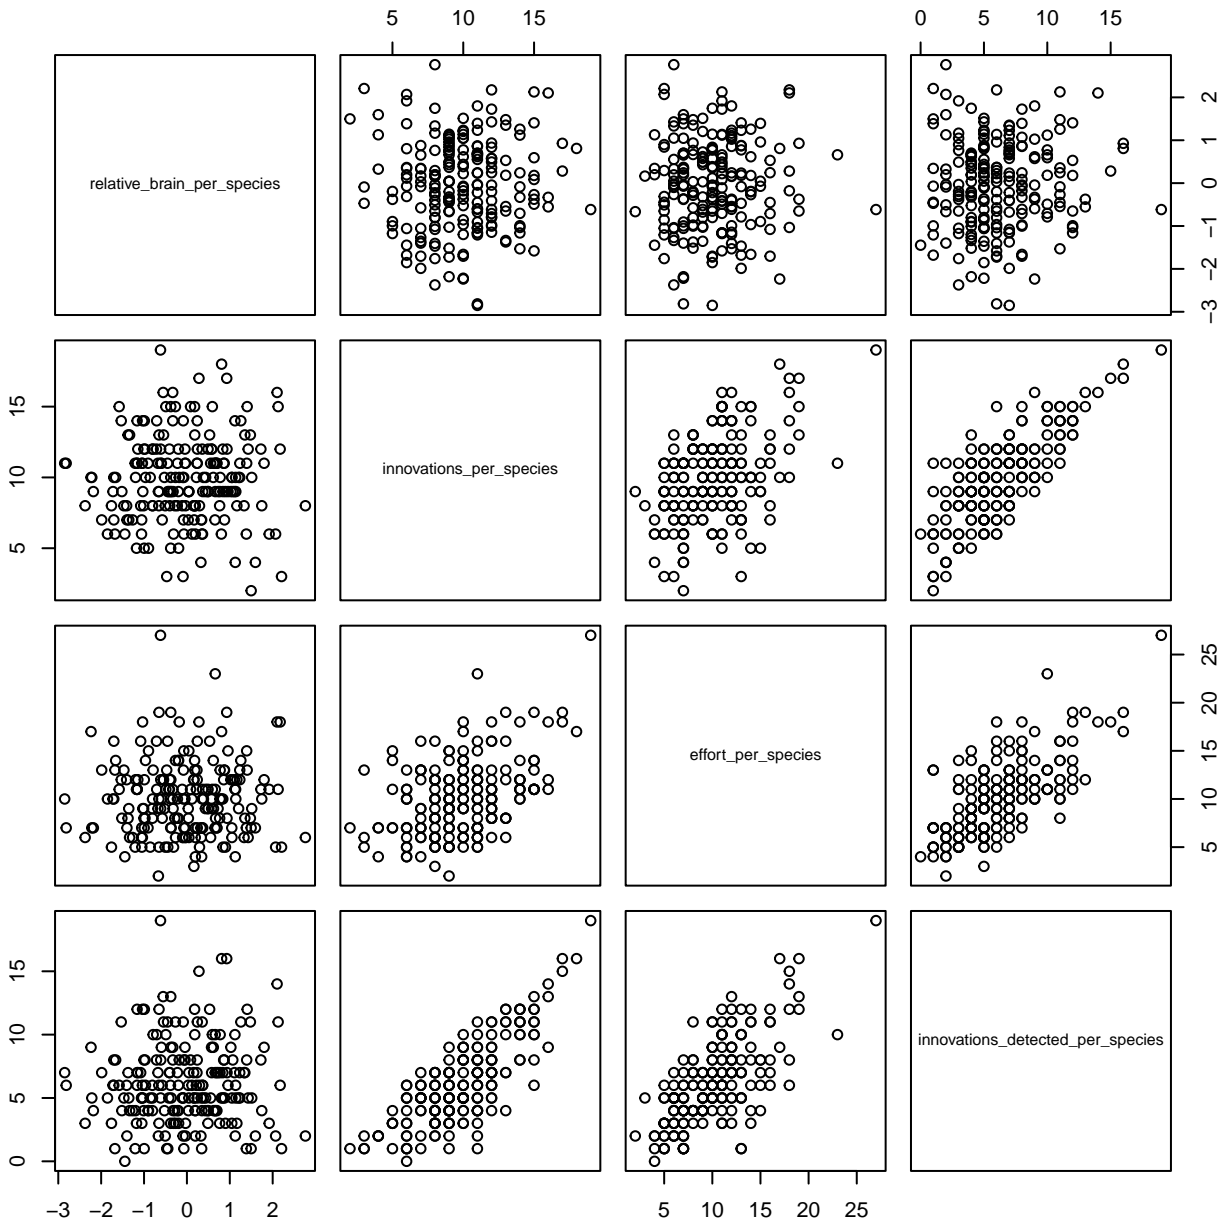 5 10 15
0 5 10 15
relative_brain_per_species
−3 −2 −1 0 1 2
5 10 15
innovations_per_species
effort_per_species
5 10 15 20 25
0 5 10 15
innovations_detected_per_species
−3 −2 −1 0 1 2
5 10 15 20 25